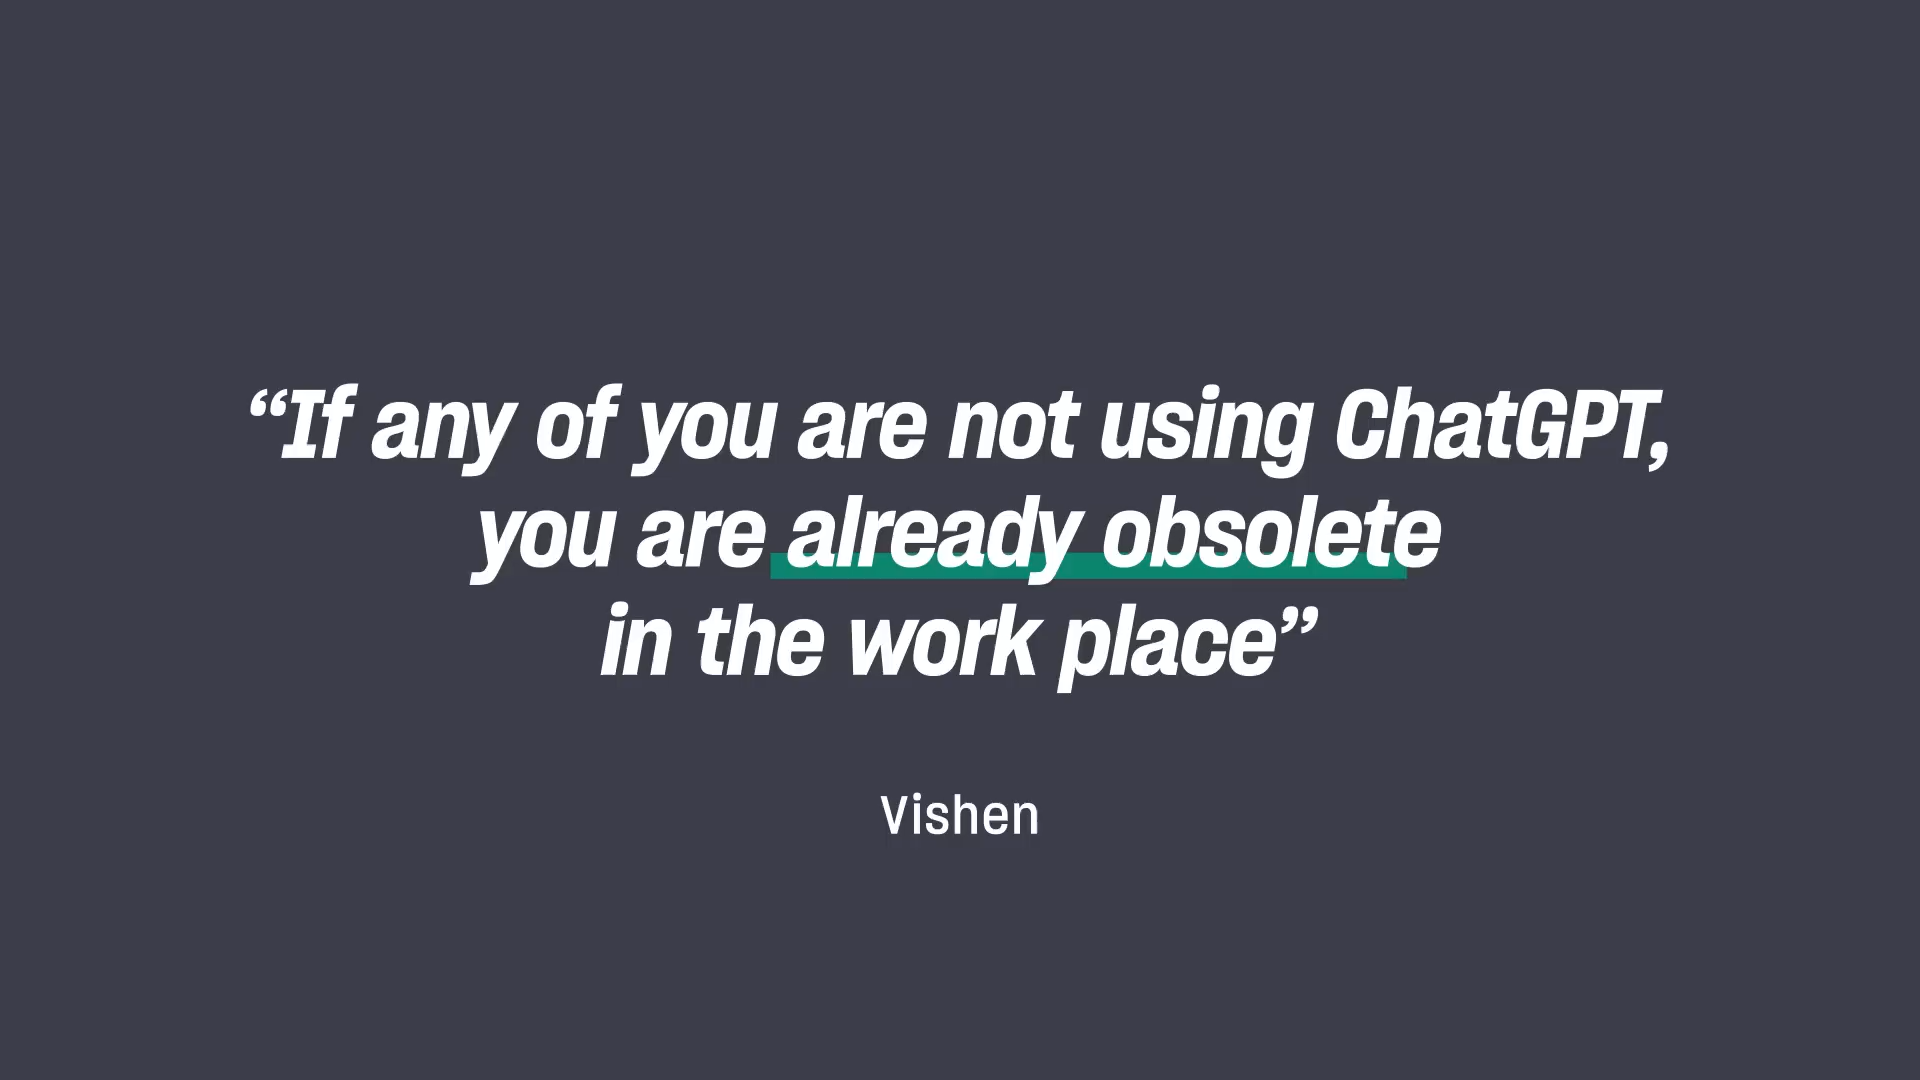 “If any of you are not using ChatGPT,
you are already obsolete
in the work place”
Vishen